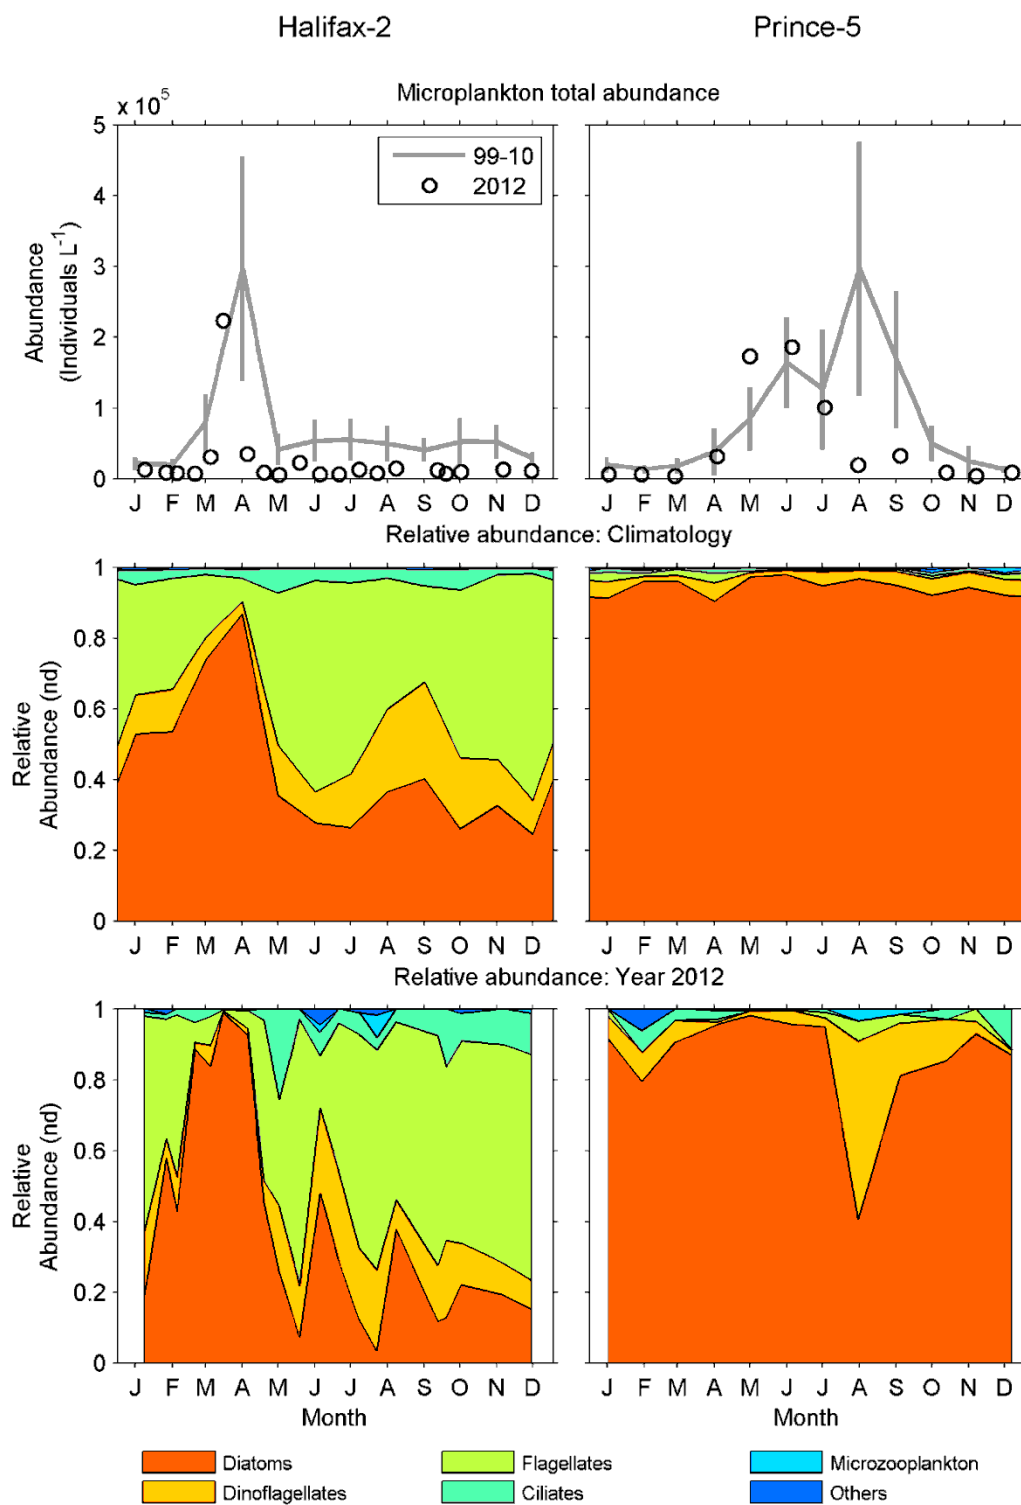 Halifax-2 Prince-5
Microplankton total abundance
x 10^5
5
4
3
2
1
0
Abundance
(Individuals L^-1)
99-10
2012
J F M A M J J A S O N D J F M A M J J A S O N D
Relative abundance: Climatology
1
0.8
0.6
0.4
0.2
0
Relative
Abundance (nd)
J F M A M J J A S O N D J F M A M J J A S O N D
Relative abundance: Year 2012
1
0.8
0.6
0.4
0.2
0
Relative
Abundance (nd)
J F M A M J J A S O N D J F M A M J J A S O N D
Month Month
Diatoms Flagellates Microzooplankton
Dinoflagellates Ciliates Others